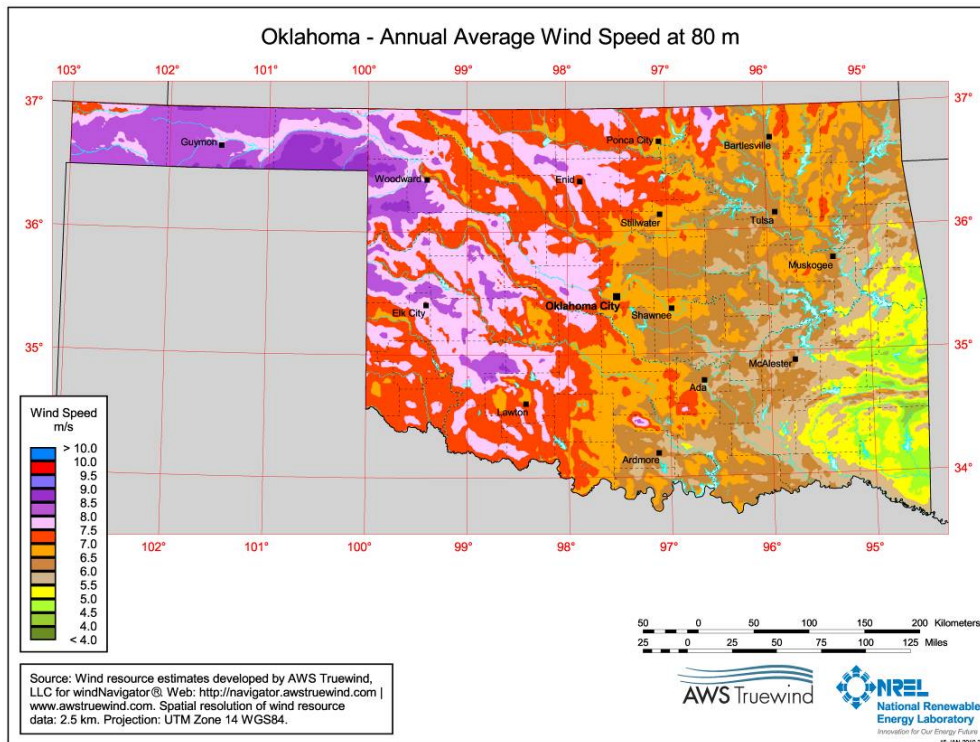 Oklahoma - Annual Average Wind Speed at 80 m
103° 102° 101° 100° 99° 98° 97° 96° 95°
37° 37°
Ponca City
Bartlesville
Guymon
Woodward
Enid
36° 36°
Stillwater
Tulsa
Muskogee
Oklahoma City
Elk City
Shawnee
35° 35°
McAlester
Ada
Lawton
Ardmore
34° 34°
102° 101° 100° 99° 98° 97° 96° 95°
Wind Speed
m/s
> 10.0
10.0
9.5
9.0
8.5
8.0
7.5
7.0
6.5
6.0
5.5
5.0
4.5
4.0
< 4.0
50 0 50 100 150 200 Kilometers
25 0 25 50 75 100 125 Miles
Source: Wind resource estimates developed by AWS Truewind,
LLC for windNavigator®. Web: http://navigator.awstruewind.com |
www.awstruewind.com. Spatial resolution of wind resource
data: 2.5 km. Projection: UTM Zone 14 WGS84.
AWS Truewind
NREL
National Renewable
Energy Laboratory
Innovation for Our Energy Future